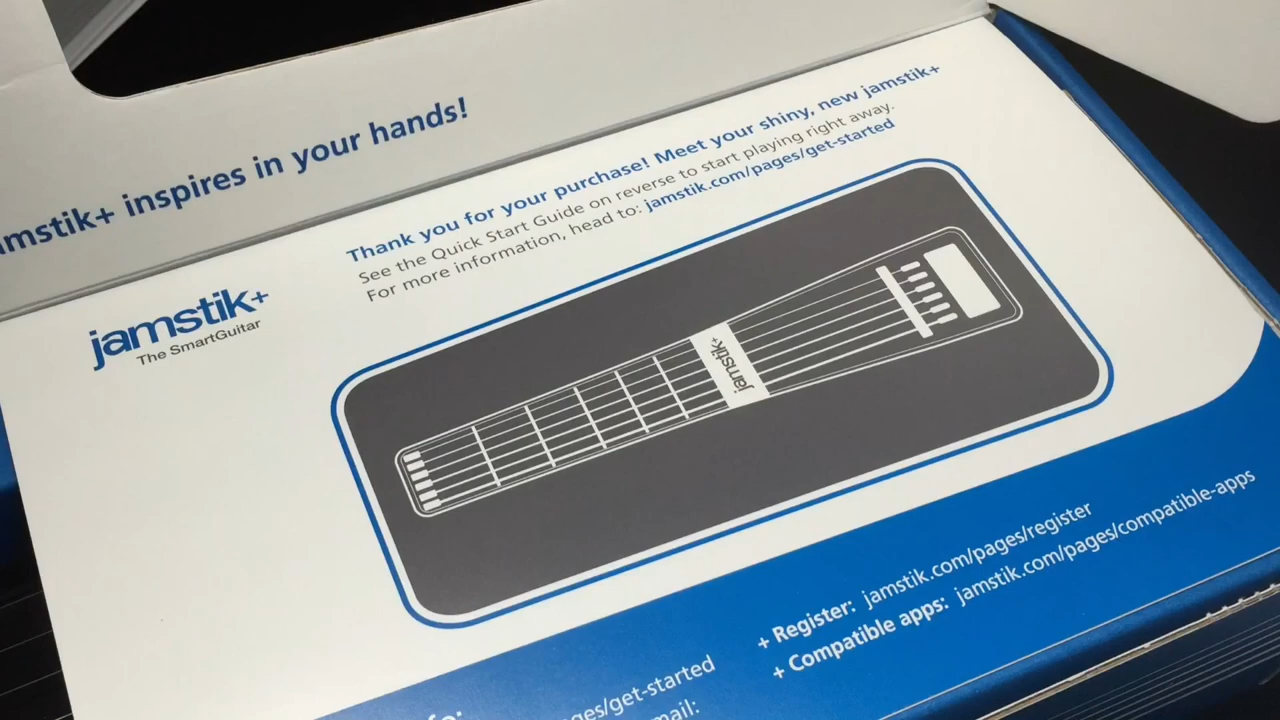 amstik+ inspires in your hands!
Thank you for your purchase! Meet your shiny, new jamstik+
See the Quick Start Guide on reverse to start playing right away.
For more information, head to: jamstik.com/pages/get-started
jamstik+
The SmartGuitar
jamstik+
+ Register: jamstik.com/pages/register
+ Compatible apps: jamstik.com/pages/compatible-apps
ges/get-started
mail: